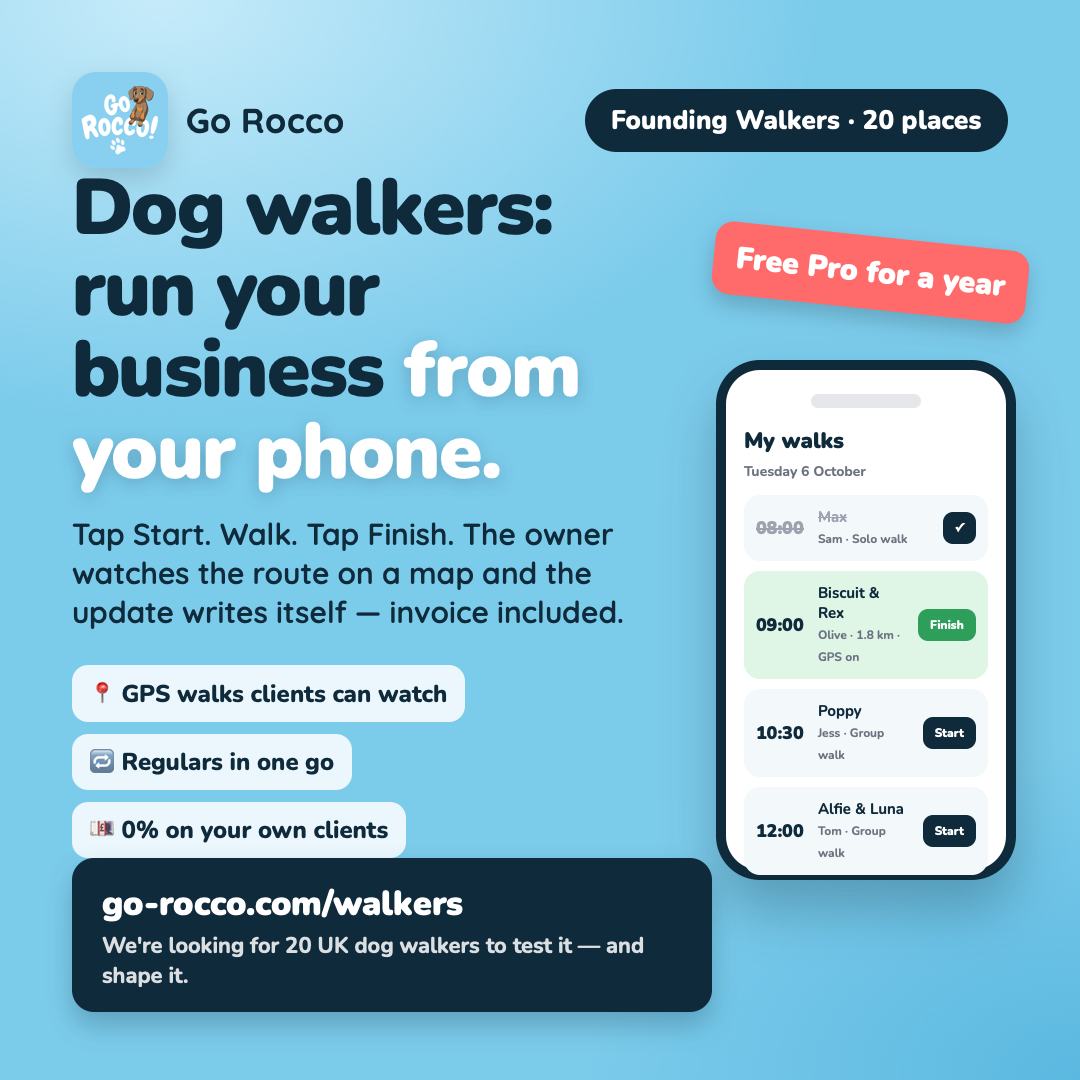 GO
ROCCO!
Go Rocco
Founding Walkers · 20 places
Dog walkers:
run your
business from
your phone.
Free Pro for a year
Tap Start. Walk. Tap Finish. The owner
watches the route on a map and the
update writes itself — invoice included.
📍 GPS walks clients can watch
🔁 Regulars in one go
💷 0% on your own clients
go-rocco.com/walkers
We're looking for 20 UK dog walkers to test it — and
shape it.
My walks
Tuesday 6 October
08:00
Max
Sam · Solo walk
✓
09:00
Biscuit &
Rex
Olive · 1.8 km ·
GPS on
Finish
10:30
Poppy
Jess · Group
walk
Start
12:00
Alfie & Luna
Tom · Group
walk
Start